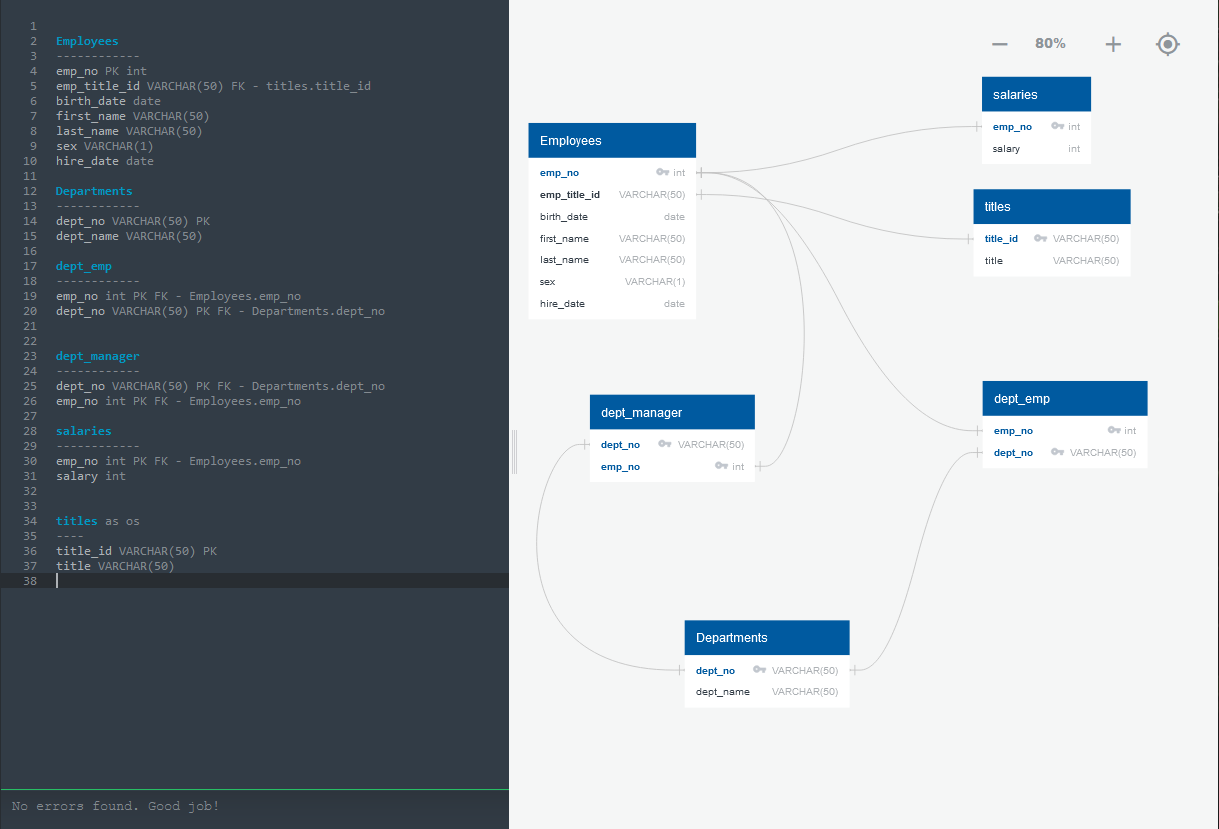 1
2 Employees
3 ------------
4 emp_no PK int
5 emp_title_id VARCHAR(50) FK - titles.title_id
6 birth_date date
7 first_name VARCHAR(50)
8 last_name VARCHAR(50)
9 sex VARCHAR(1)
10 hire_date date
11
12 Departments
13 ------------
14 dept_no VARCHAR(50) PK
15 dept_name VARCHAR(50)
16
17 dept_emp
18 ------------
19 emp_no int PK FK - Employees.emp_no
20 dept_no VARCHAR(50) PK FK - Departments.dept_no
21
22
23 dept_manager
24 ------------
25 dept_no VARCHAR(50) PK FK - Departments.dept_no
26 emp_no int PK FK - Employees.emp_no
27
28 salaries
29 ------------
30 emp_no int PK FK - Employees.emp_no
31 salary int
32
33
34 titles as os
35 ----
36 title_id VARCHAR(50) PK
37 title VARCHAR(50)
38
No errors found. Good job!
80%
Employees
emp_no int
emp_title_id VARCHAR(50)
birth_date date
first_name VARCHAR(50)
last_name VARCHAR(50)
sex VARCHAR(1)
hire_date date
salaries
emp_no int
salary int
titles
title_id VARCHAR(50)
title VARCHAR(50)
dept_manager
dept_no VARCHAR(50)
emp_no int
dept_emp
emp_no int
dept_no VARCHAR(50)
Departments
dept_no VARCHAR(50)
dept_name VARCHAR(50)